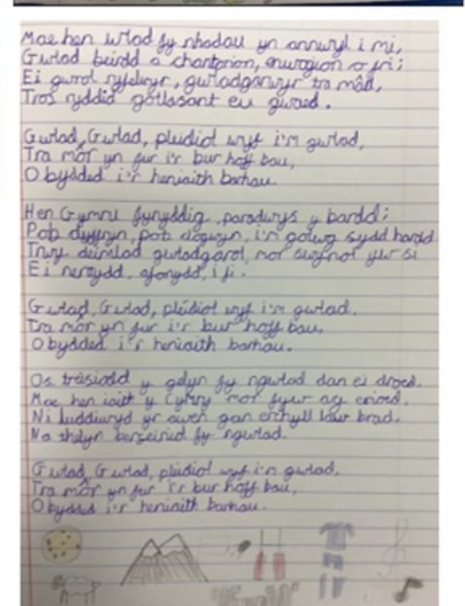 Mae hen wlad fy nhadau yn annwyl i mi,
Gwlad beirdd a chantorion, enwogion o fri;
Ei gwrol ryfelwyr, gwladgarwyr tra mâd,
Tros ryddid gollasant eu gwaed.
Gwlad, Gwlad, pleidiol wyf i'm gwlad,
Tra môr yn fur i'r bur hoff bau,
O bydded i'r heniaith barhau.
Hen Gymru fynyddig, paradwys y bardd;
Pob dyffryn, pob clogwyn, i'm golwg sydd hardd
Trwy deimlad gwladgarol, mor swynol yw si
Ei nentydd, afonydd, i fi.
Gwlad, Gwlad, pleidiol wyf i'm gwlad.
Tra môr yn fur i'r bur hoff bau,
O bydded i'r heniaith barhau.
Os treisiodd y gelyn fy ngwlad dan ei droed,
Mae hen iaith y Cymry mor fyw ag erioed.
Ni luddiwyd yr awen gan erchyll law brad,
Na thelyn berseiniol fy ngwlad.
Gwlad, Gwlad, pleidiol wyf i'm gwlad,
Tra môr yn fur i'r bur hoff bau,
O bydded i'r heniaith barhau.